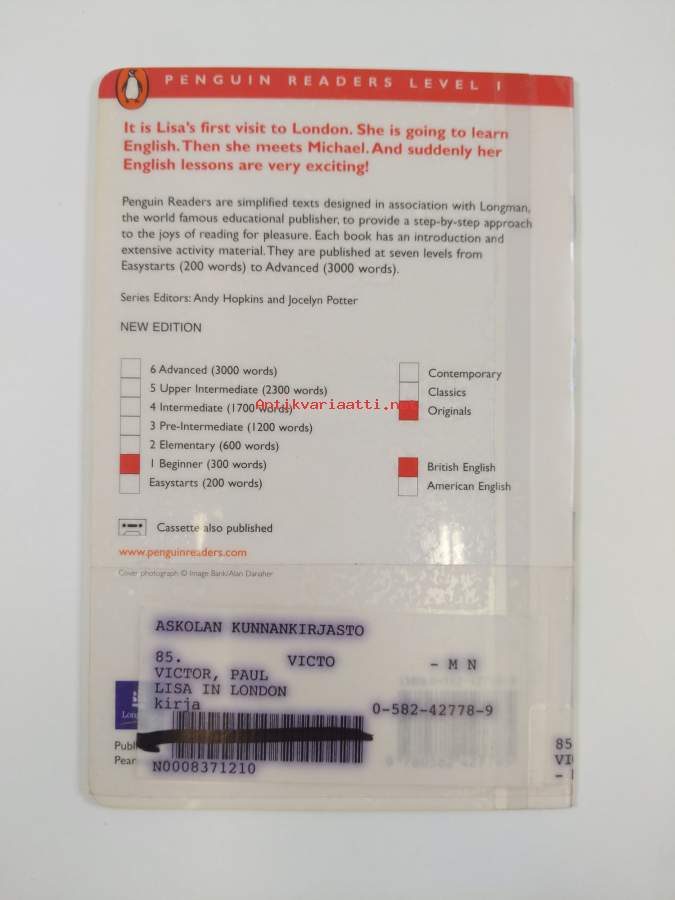 PENGUIN READERS LEVEL 1
It is Lisa's first visit to London. She is going to learn
English. Then she meets Michael. And suddenly her
English lessons are very exciting!
Penguin Readers are simplified texts designed in association with Longman,
the world famous educational publisher, to provide a step-by-step approach
to the joys of reading for pleasure. Each book has an introduction and
extensive activity material. They are published at seven levels from
Easystarts (200 words) to Advanced (3000 words).
Series Editors: Andy Hopkins and Jocelyn Potter
NEW EDITION
6 Advanced (3000 words)
5 Upper Intermediate (2300 words)
4 Intermediate (1700 words)
3 Pre-Intermediate (1200 words)
2 Elementary (600 words)
1 Beginner (300 words)
Easystarts (200 words)
Contemporary
Classics
Originals
British English
American English
Antikvariaatti.net
Cassette also published
www.penguinreaders.com
Cover photograph © Image Bank/Alan Danaher
ASKOLAN KUNNANKIRJASTO
85. VICTO - M N
VICTOR, PAUL
LISA IN LONDON
kirja 0-582-42778-9
N0008371210
Lon
Publ
Pear
85
VI
-